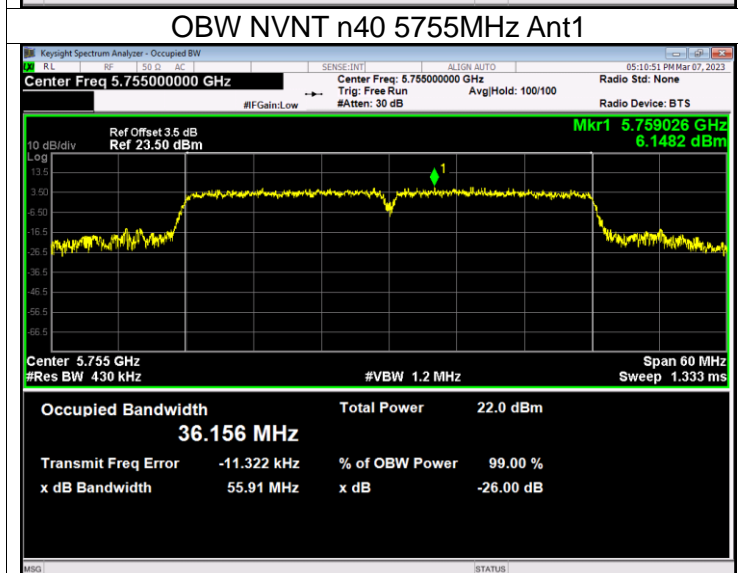 OBW NVNT n40 5755MHz Ant1
Keysight Spectrum Analyzer - Occupied BW
RL RF 50 Ω AC SENSE:INT ALIGN AUTO 05:10:51 PM Mar 07, 2023
Center Freq 5.755000000 GHz Center Freq: 5.755000000 GHz Radio Std: None
Trig: Free Run Avg|Hold: 100/100
#IFGain:Low #Atten: 30 dB Radio Device: BTS
Ref Offset 3.5 dB Mkr1 5.759026 GHz
10 dB/div Ref 23.50 dBm 6.1482 dBm
Log
13.5
1
3.50
-6.50
-16.5
-26.5
-36.5
-46.5
-56.5
-66.5
Center 5.755 GHz Span 60 MHz
#Res BW 430 kHz #VBW 1.2 MHz Sweep 1.333 ms
Occupied Bandwidth Total Power 22.0 dBm
36.156 MHz
Transmit Freq Error -11.322 kHz % of OBW Power 99.00 %
x dB Bandwidth 55.91 MHz x dB -26.00 dB
MSG STATUS